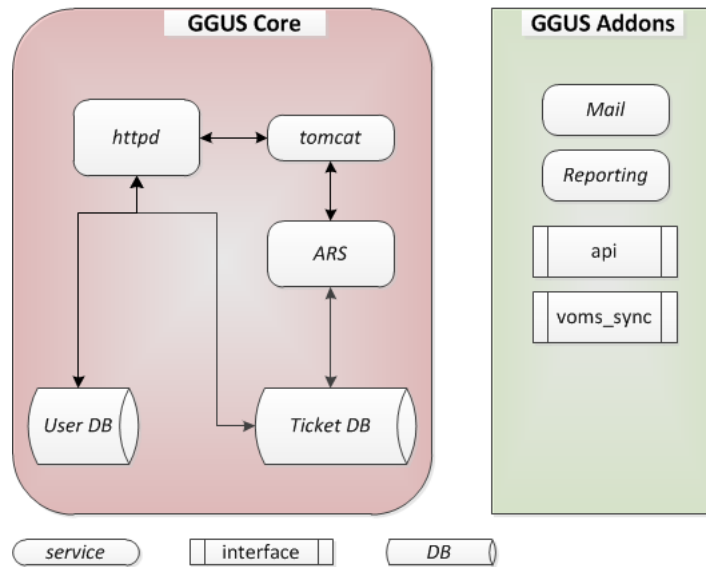 GGUS Core
httpd
tomcat
ARS
User DB
Ticket DB
GGUS Addons
Mail
Reporting
api
voms_sync
service
interface
DB